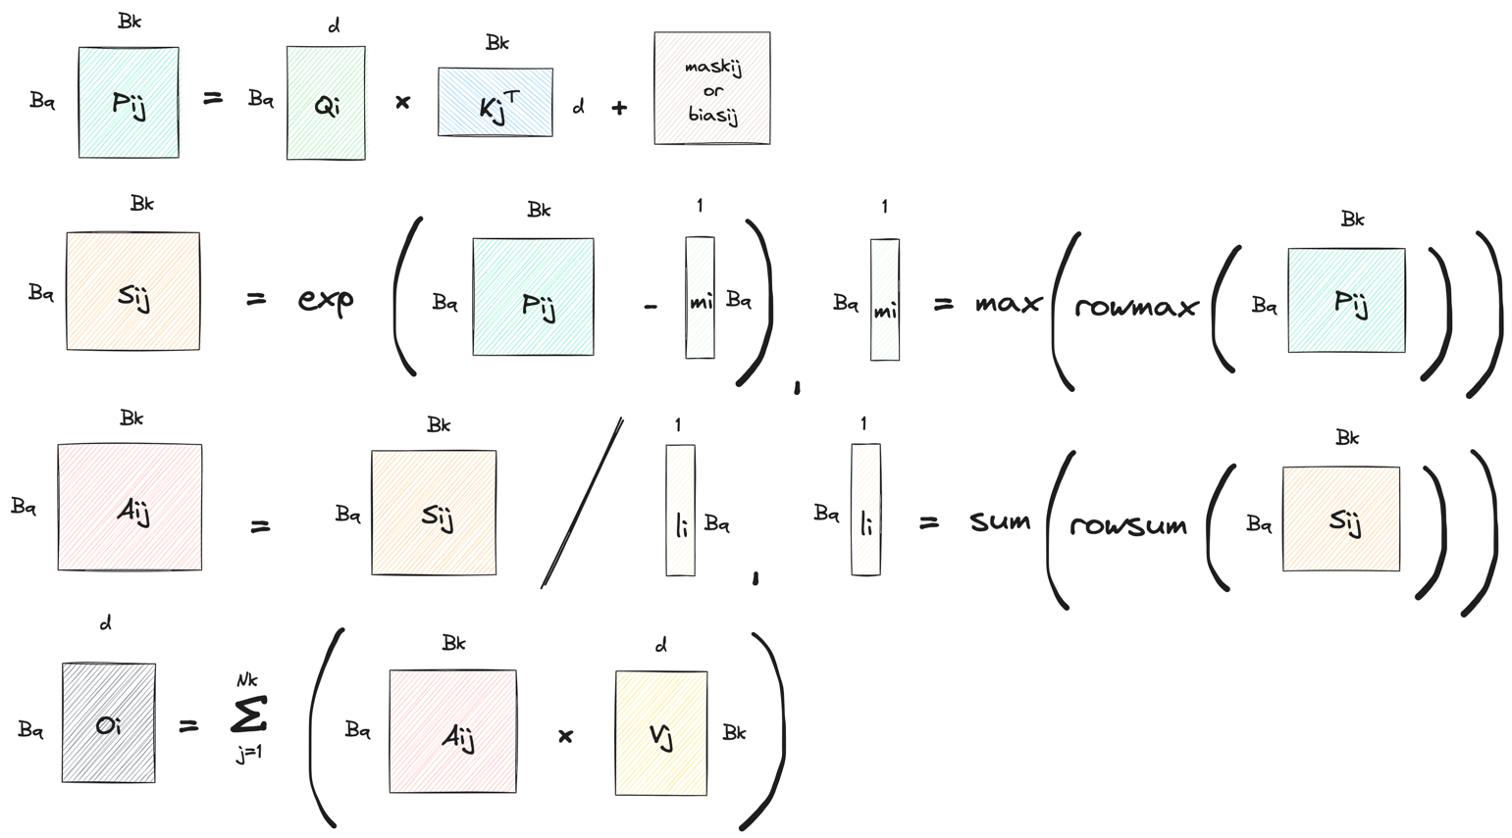 Bk d Bk
Bq Pij = Bq Qi × Kj^T d + maskij
or
biasij
Bk Bk 1 1 Bk
Bq Sij = exp ( Bq Pij - mi Bq ) , Bq mi = max ( rowmax ( Bq Pij ) )
Bk Bk 1 1 Bk
Bq Aij = Bq Sij / li Bq , Bq li = sum ( rowsum ( Bq Sij ) )
d Nk Bk d
Bq Oi = Σ ( Bq Aij × Vj Bk )
j=1